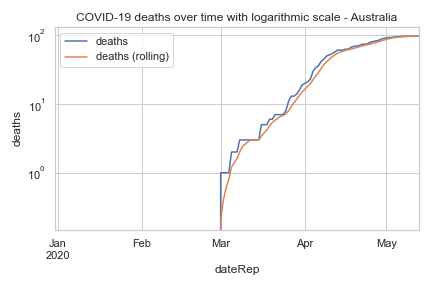 COVID-19 deaths over time with logarithmic scale - Australia
deaths
deaths (rolling)
10²
10¹
10⁰
deaths
Jan
2020
Feb
Mar
Apr
May
dateRep